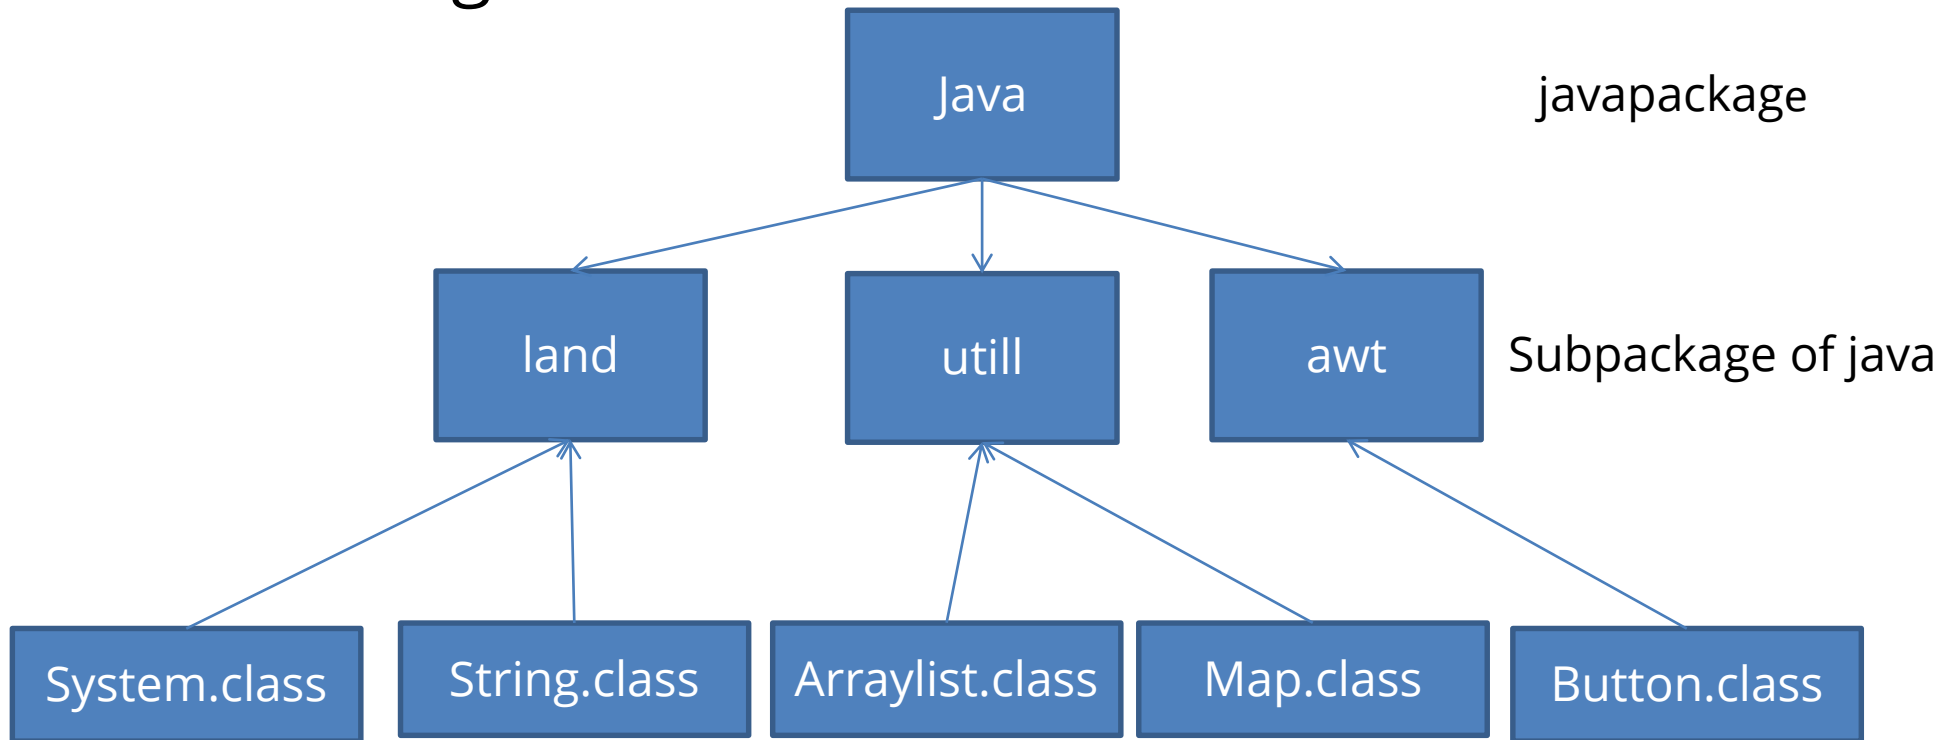 Java
javapackage
land
utill
awt
Subpackage of java
System.class
String.class
Arraylist.class
Map.class
Button.class